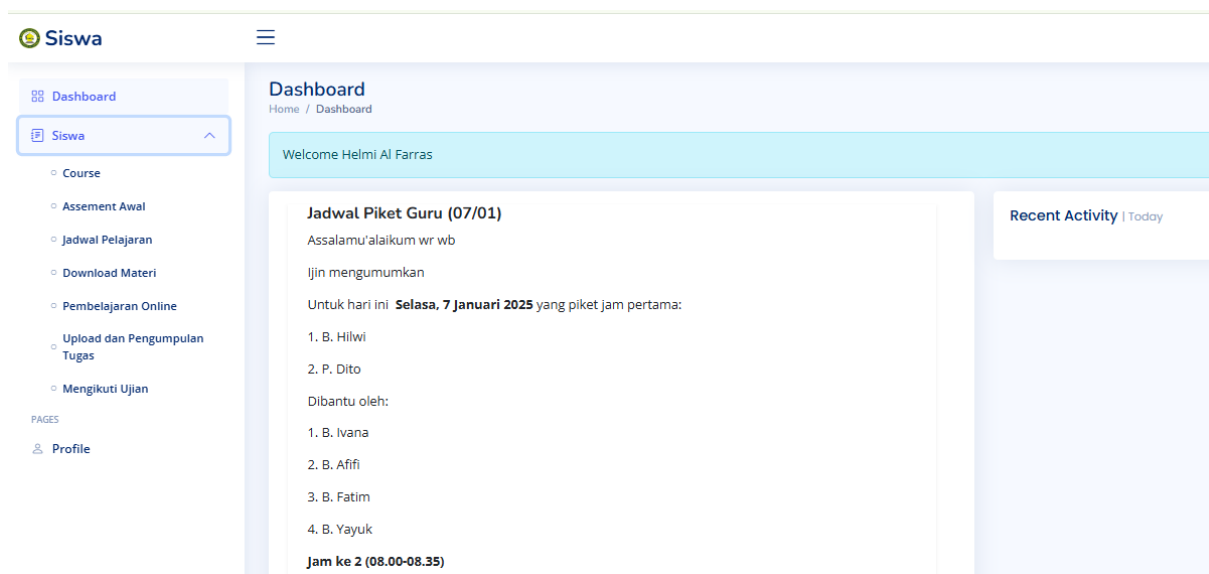 Siswa
Dashboard
Siswa
Course
Assement Awal
Jadwal Pelajaran
Download Materi
Pembelajaran Online
Upload dan Pengumpulan
Tugas
Mengikuti Ujian
PAGES
Profile
Dashboard
Home / Dashboard
Welcome Helmi Al Farras
Jadwal Piket Guru (07/01)
Assalamu'alaikum wr wb
Ijin mengumumkan
Untuk hari ini Selasa, 7 Januari 2025 yang piket jam pertama:
1. B. Hilwi
2. P. Dito
Dibantu oleh:
1. B. Ivana
2. B. Afifi
3. B. Fatim
4. B. Yayuk
Jam ke 2 (08.00-08.35)
Recent Activity | Today